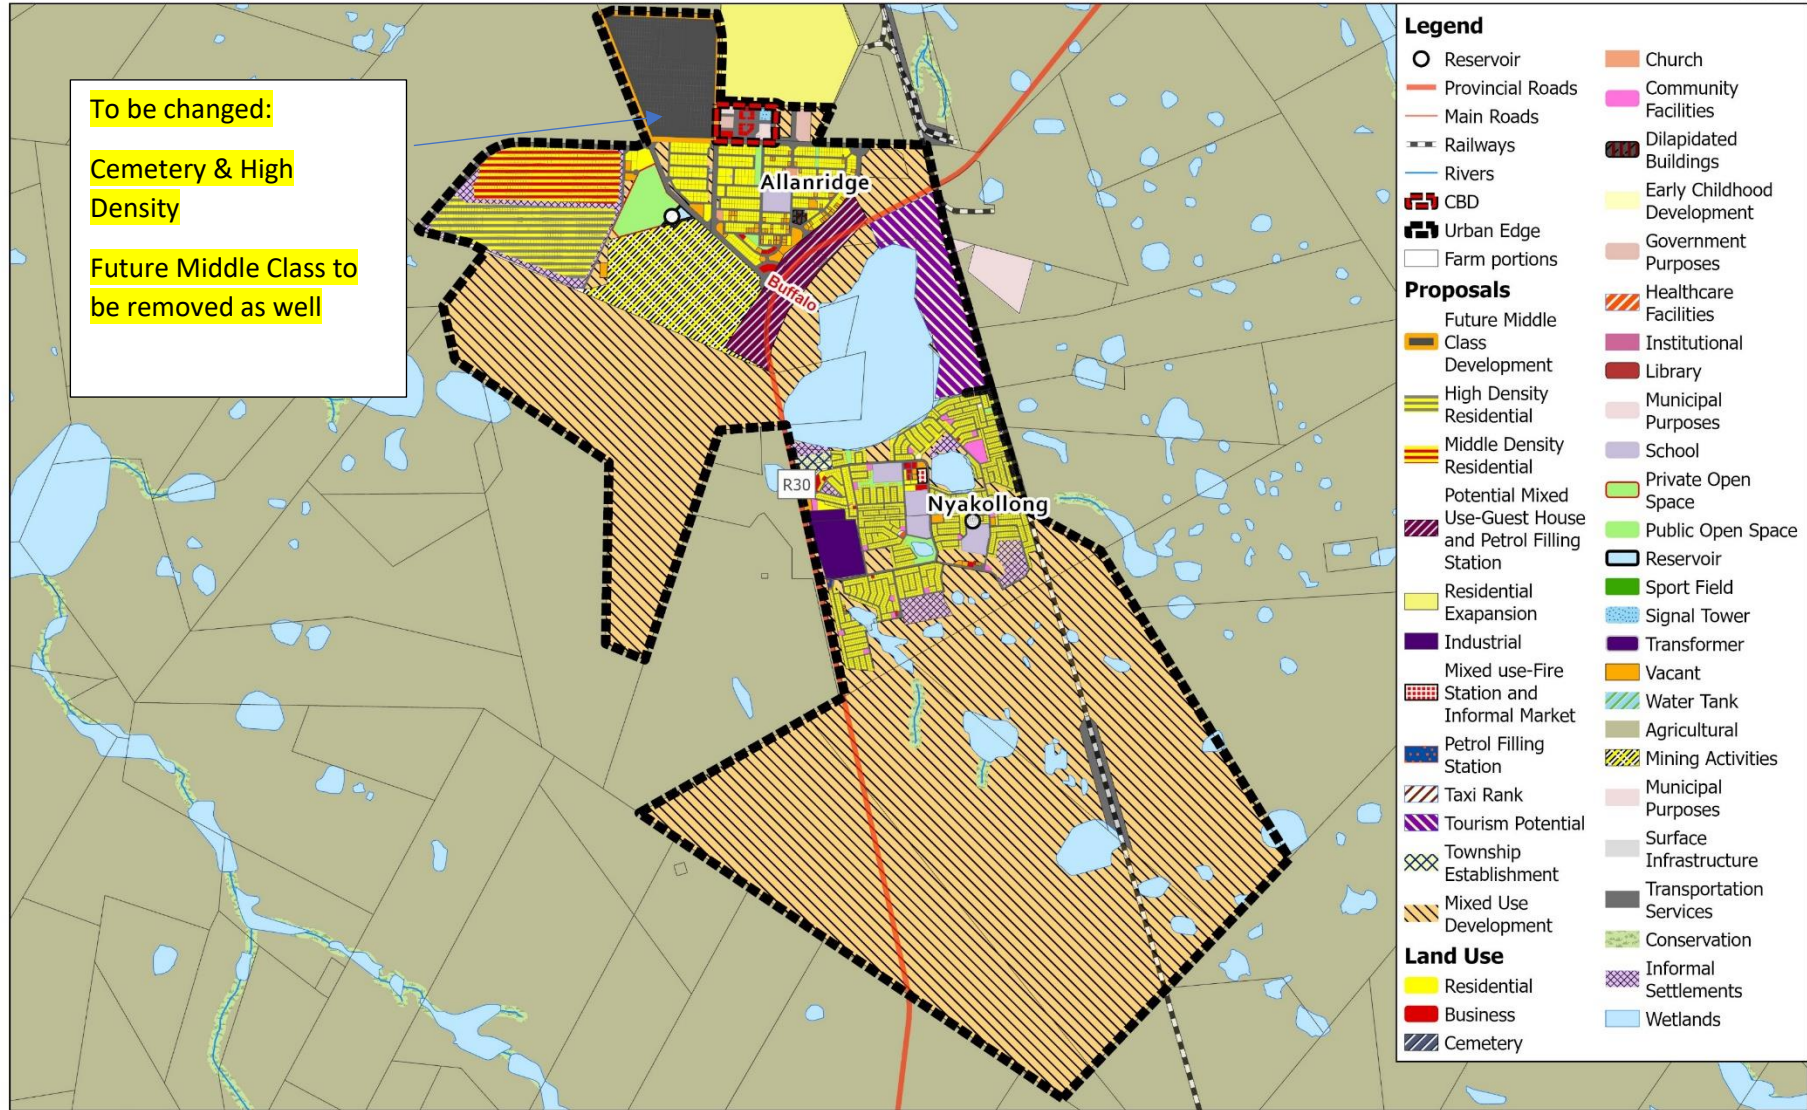 To be changed:
Cemetery & High
Density
Future Middle Class to
be removed as well
Allanridge
Buffalo
R30
Nyakollong
Legend
Reservoir
Provincial Roads
Main Roads
Railways
Rivers
CBD
Urban Edge
Farm portions
Proposals
Future Middle
Class
Development
High Density
Residential
Middle Density
Residential
Potential Mixed
Use-Guest House
and Petrol Filling
Station
Residential
Exapansion
Industrial
Mixed use-Fire
Station and
Informal Market
Petrol Filling
Station
Taxi Rank
Tourism Potential
Township
Establishment
Mixed Use
Development
Land Use
Residential
Business
Cemetery
Church
Community
Facilities
Dilapidated
Buildings
Early Childhood
Development
Government
Purposes
Healthcare
Facilities
Institutional
Library
Municipal
Purposes
School
Private Open
Space
Public Open Space
Reservoir
Sport Field
Signal Tower
Transformer
Vacant
Water Tank
Agricultural
Mining Activities
Municipal
Purposes
Surface
Infrastructure
Transportation
Services
Conservation
Informal
Settlements
Wetlands